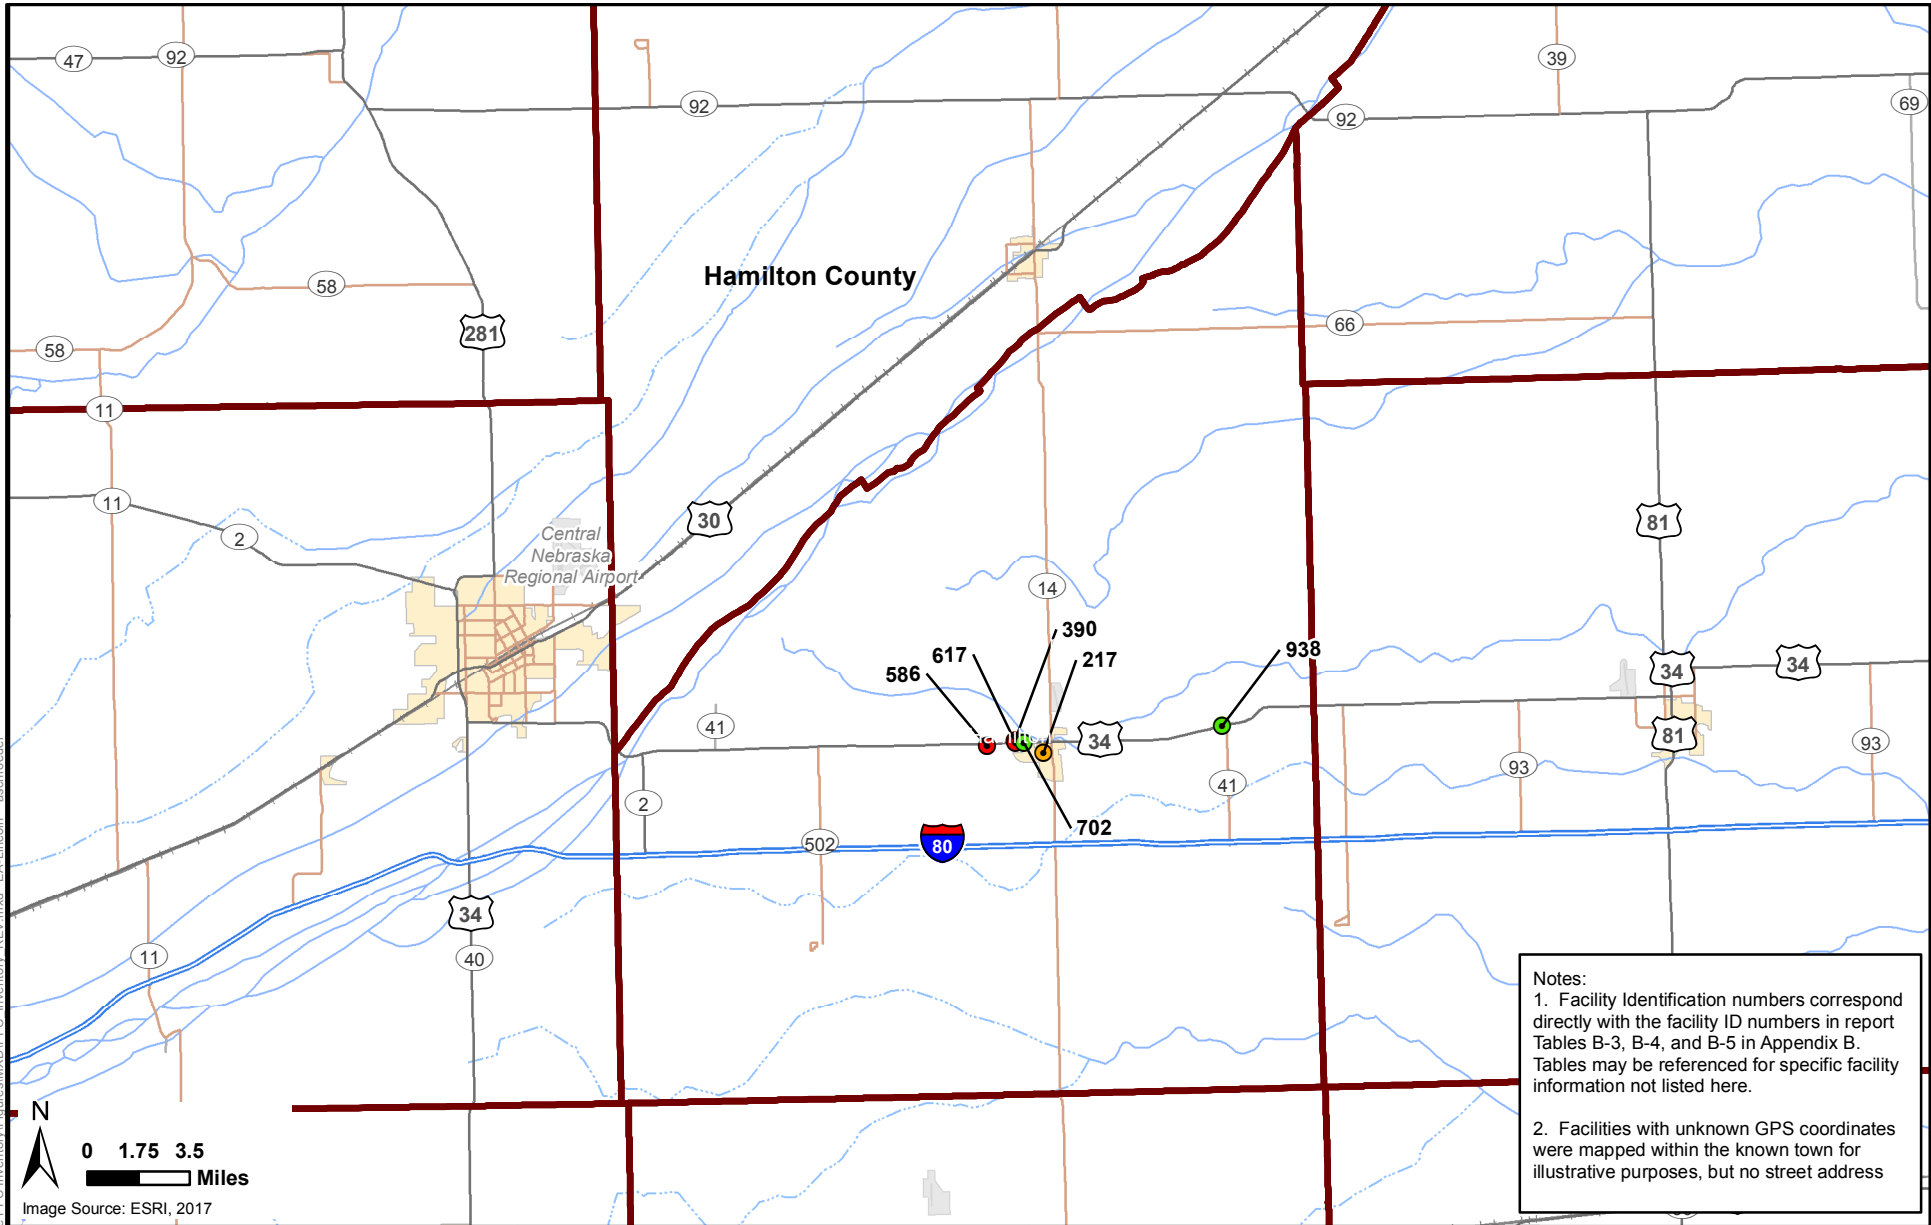 47
92
92
39
92
69
Hamilton County
58
281
58
66
11
11
2
30
81
Central
Nebraska
Regional Airport
14
390
617
217
586
938
34
34
41
34
81
93
93
2
41
702
502
80
34
11
40
Notes:
1. Facility Identification numbers correspond
directly with the facility ID numbers in report
Tables B-3, B-4, and B-5 in Appendix B.
Tables may be referenced for specific facility
information not listed here.
2. Facilities with unknown GPS coordinates
were mapped within the known town for
illustrative purposes, but no street address
N
0 1.75 3.5
Miles
Image Source: ESRI, 2017